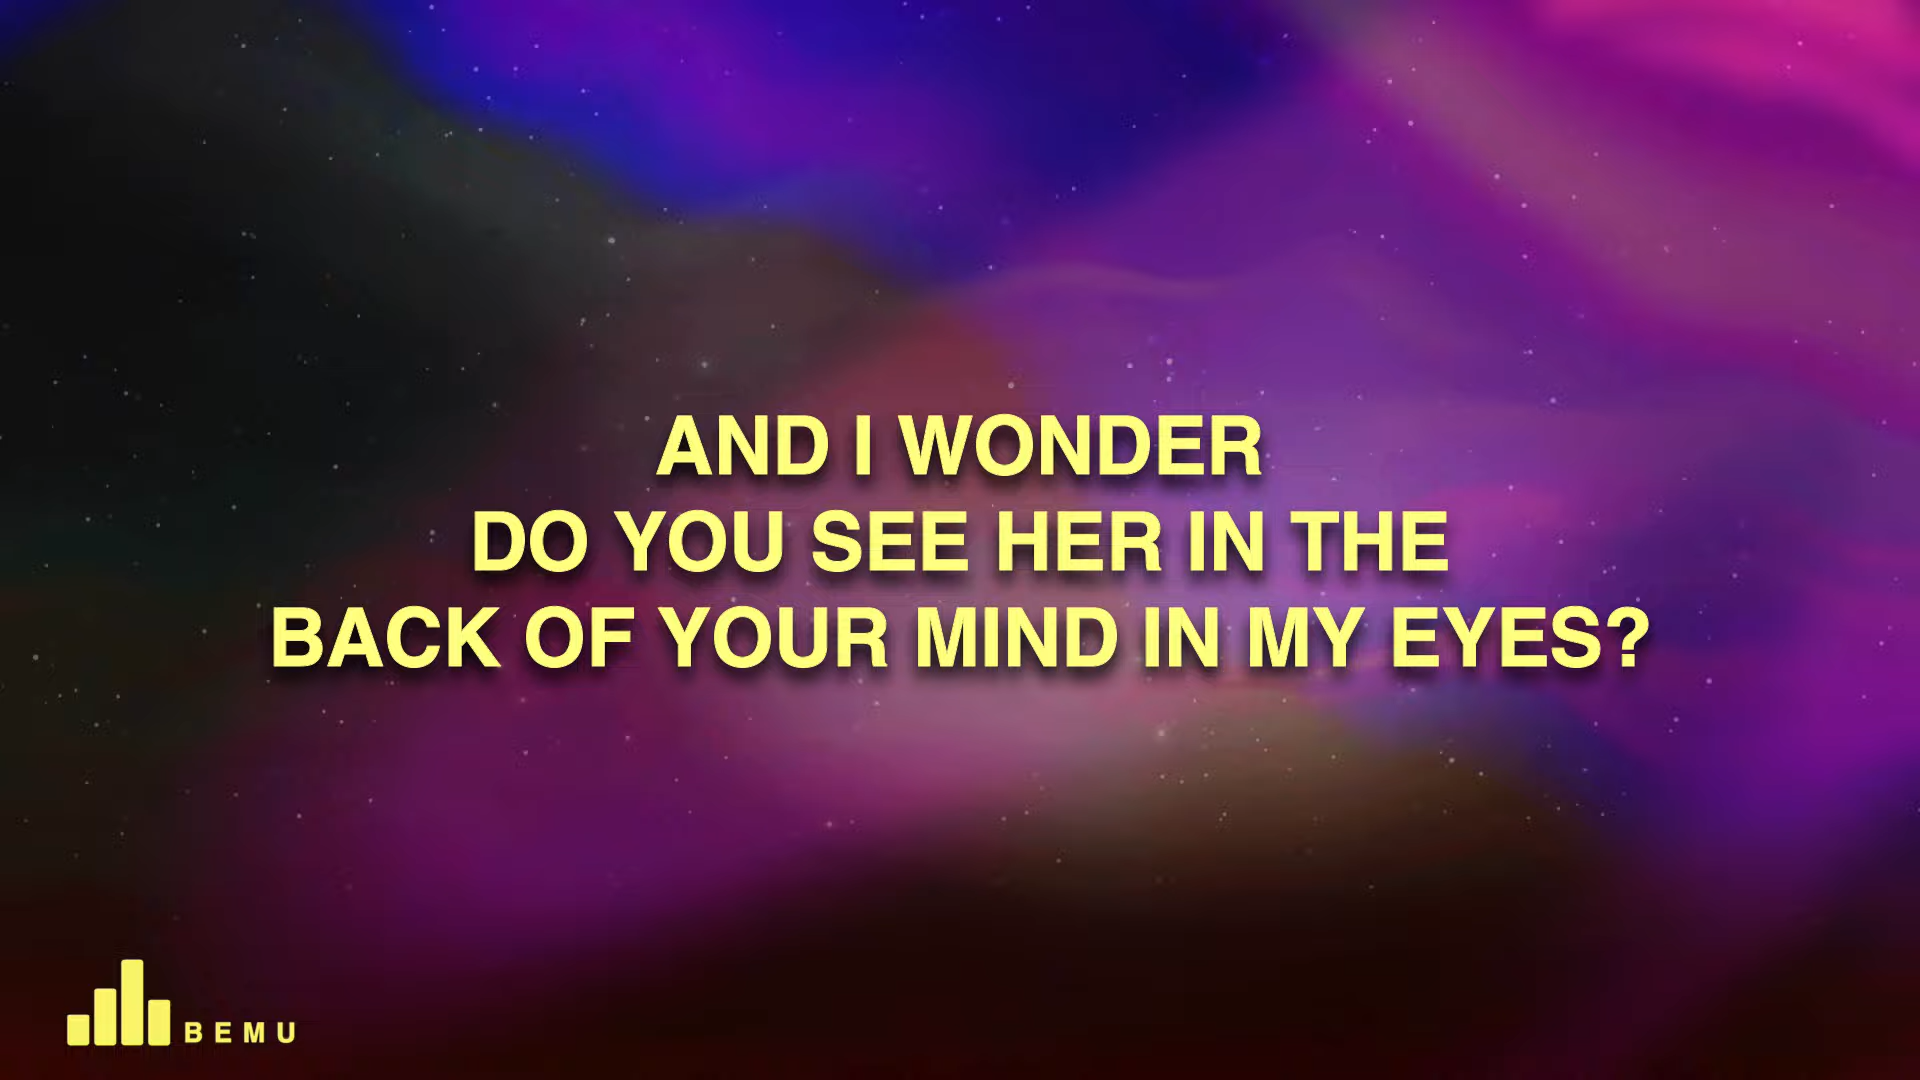 AND I WONDER
DO YOU SEE HER IN THE
BACK OF YOUR MIND IN MY EYES?
BEMU